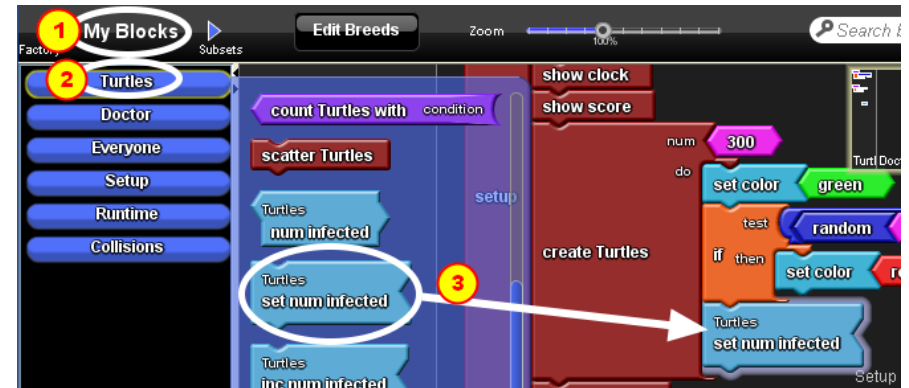 1 My Blocks
Factory
Subsets
Edit Breeds
Zoom
100%
Search
2 Turtles
Doctor
Everyone
Setup
Runtime
Collisions
count Turtles with condition
scatter Turtles
Turtles
num infected
Turtles
set num infected
Turtles
inc num infected
setup
3
show clock
show score
create Turtles
num 300
do
set color green
if test random
then set color
Turtles
set num infected
Turtl Doc
Setup